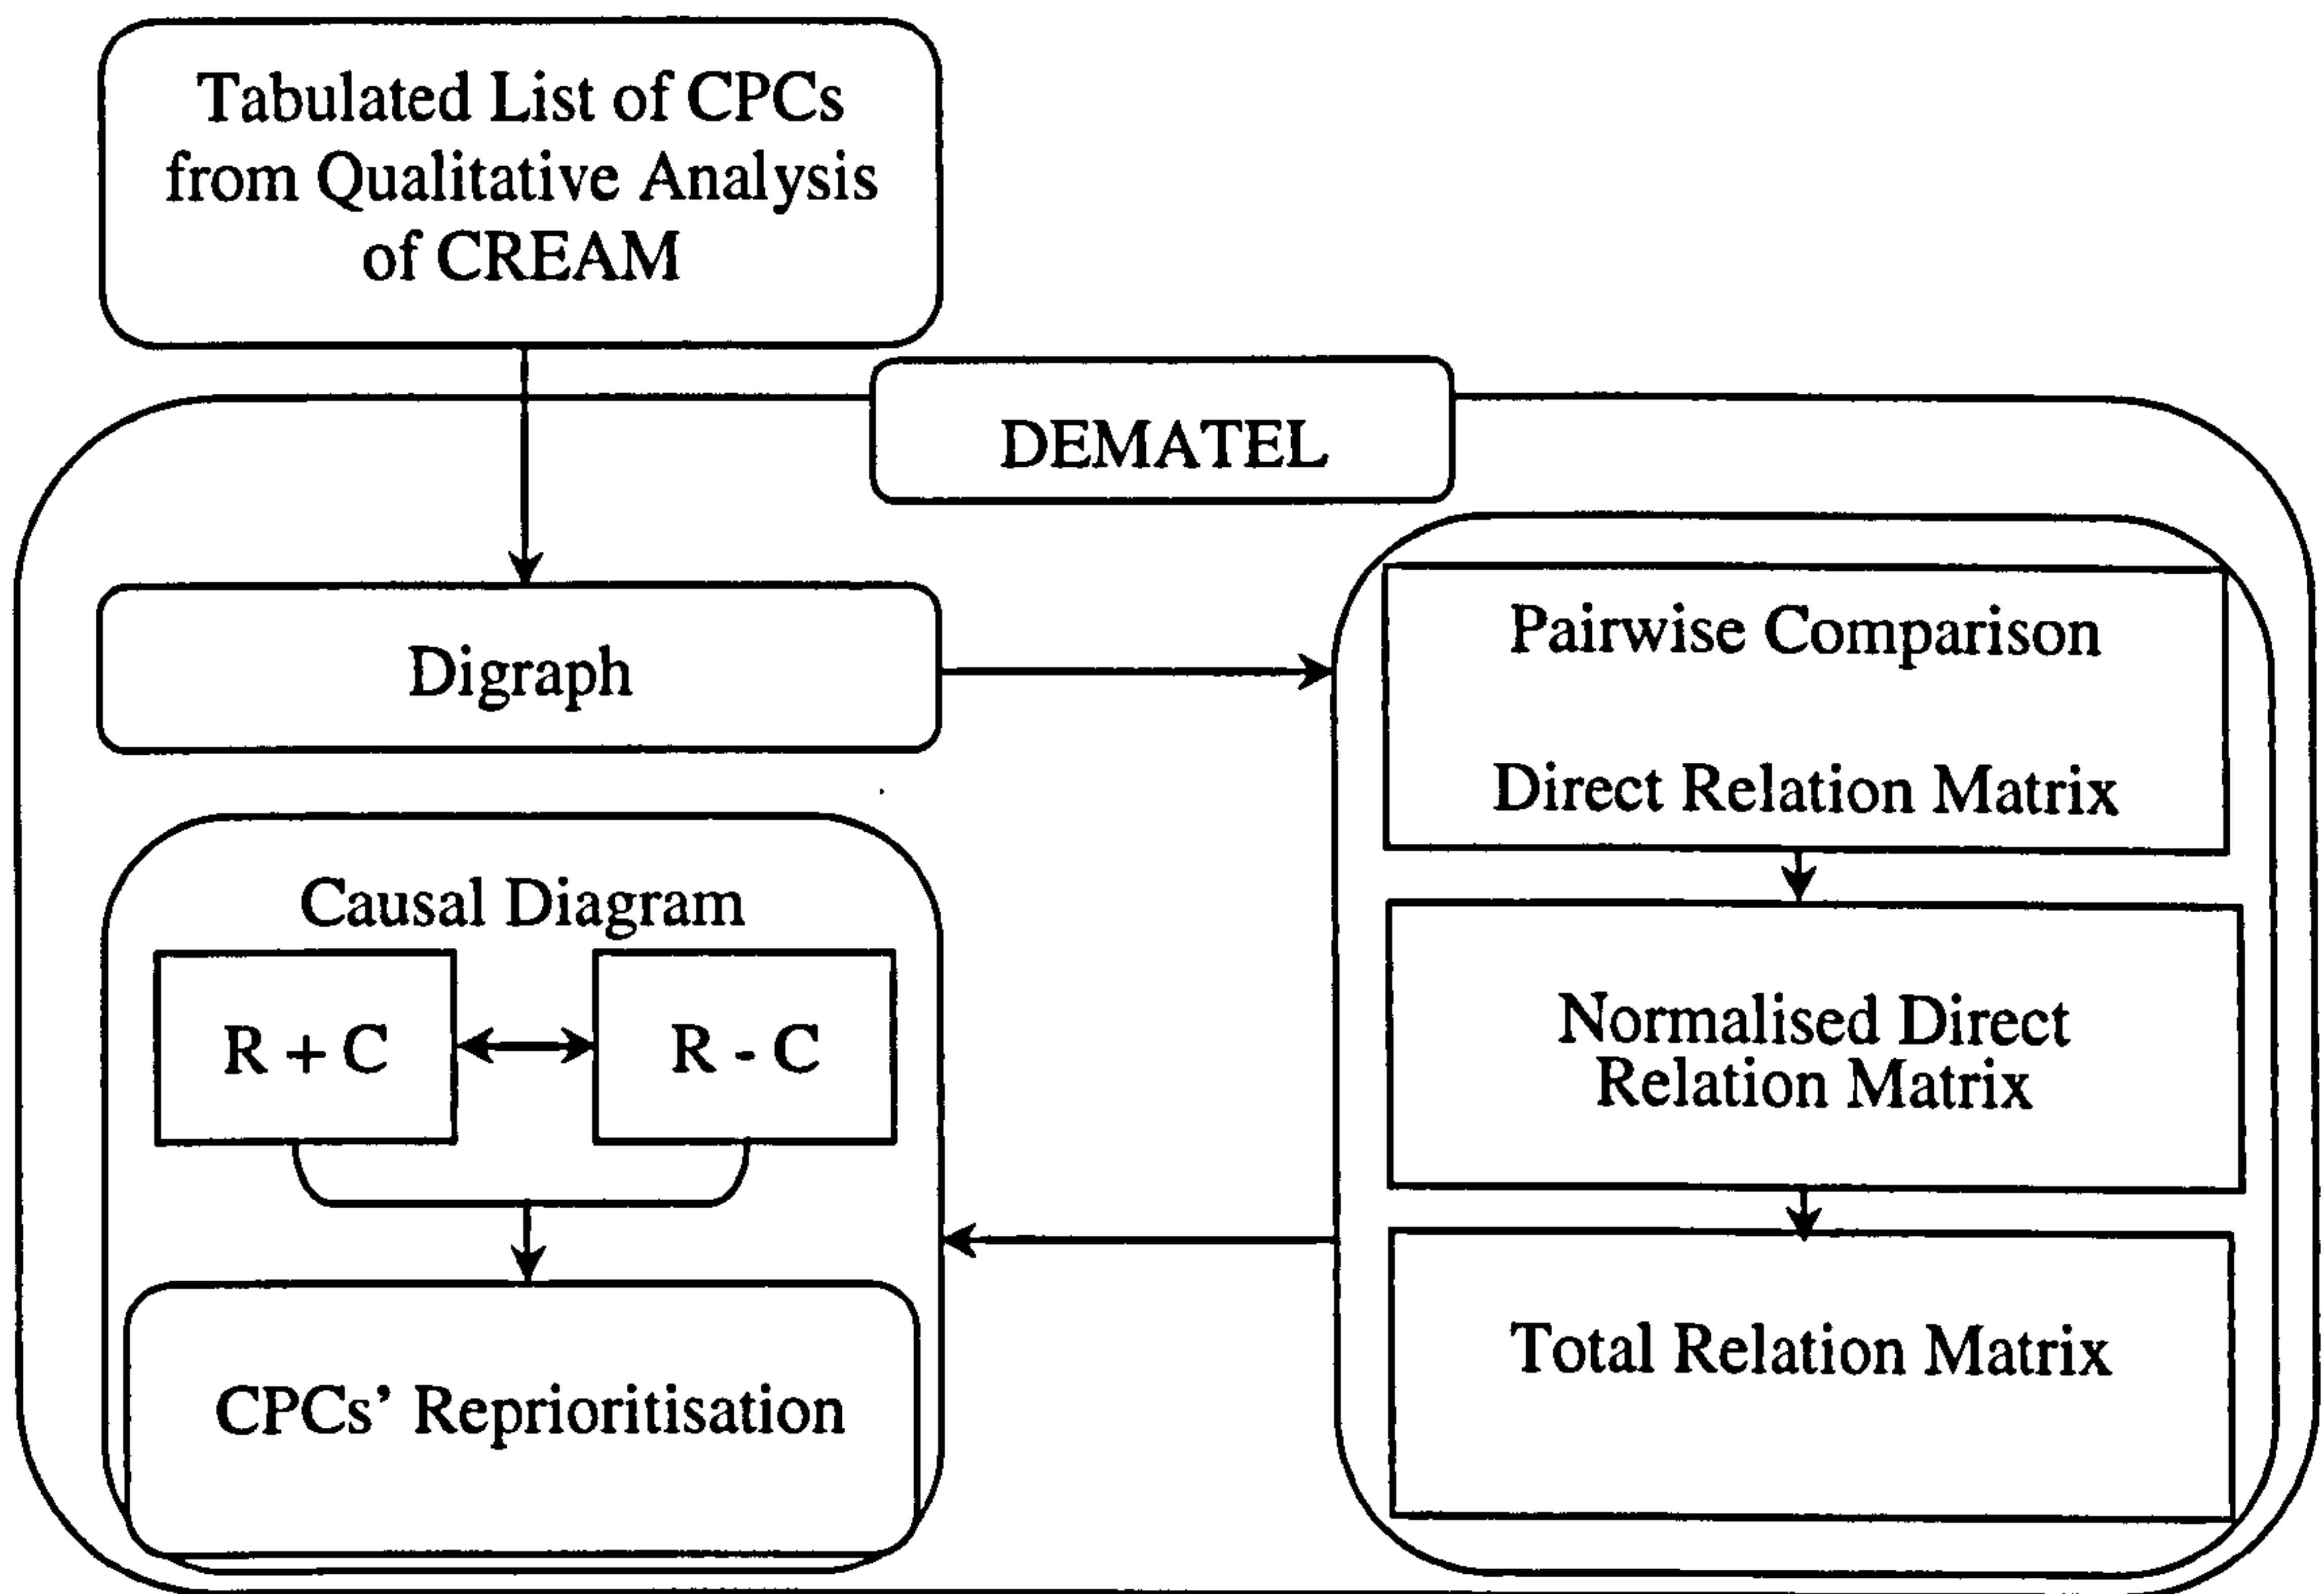 Tabulated List of CPCs
from Qualitative Analysis
of CREAM
DEMATEL
Digraph
Pairwise Comparison
Direct Relation Matrix
Normalised Direct
Relation Matrix
Total Relation Matrix
Causal Diagram
R + C
R - C
CPCs’ Reprioritisation